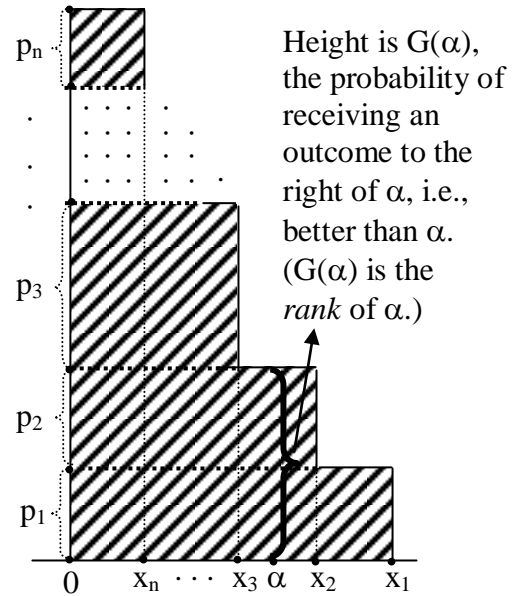 Height is G(α),
the probability of
receiving an
outcome to the
right of α, i.e.,
better than α.
(G(α) is the
rank of α.)
pₙ
p₃
p₂
p₁
0 xₙ · · · x₃ α x₂ x₁